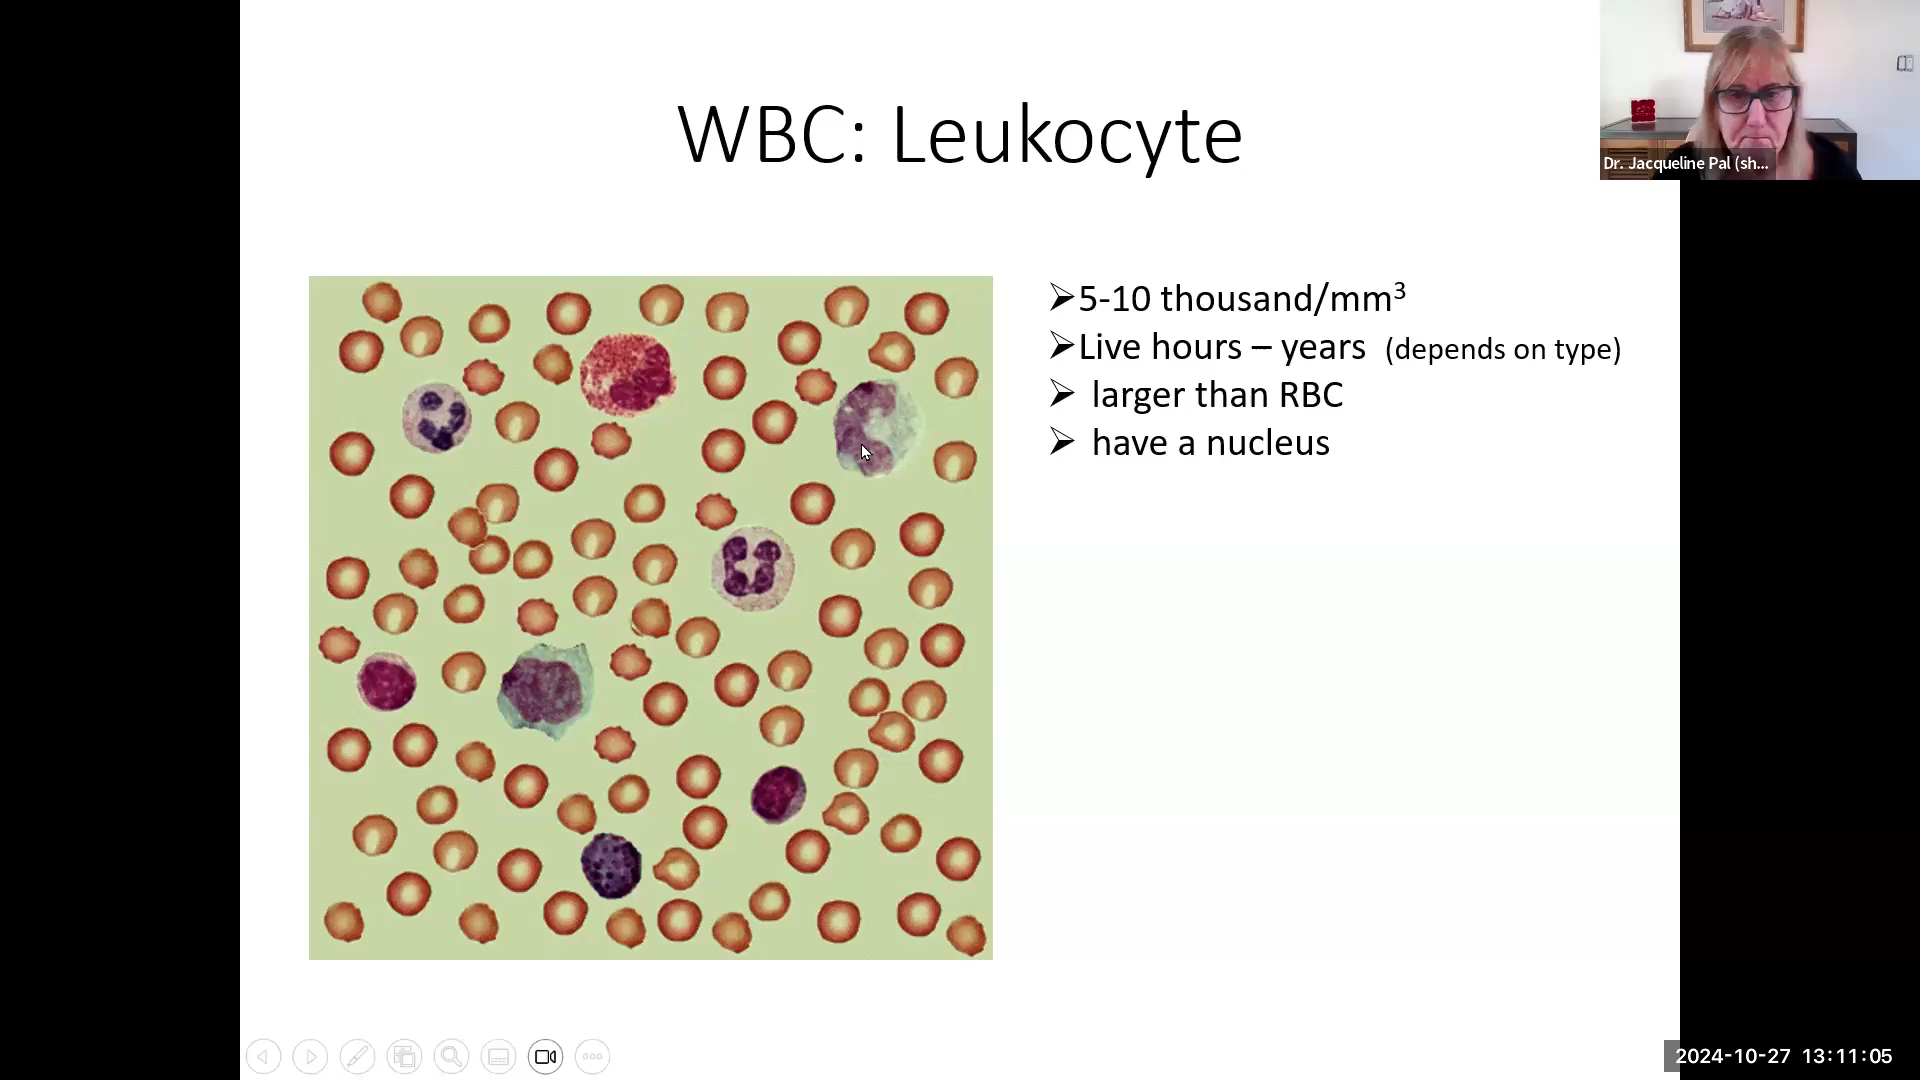 WBC: Leukocyte
Dr. Jacqueline Pal (sh...
➢5-10 thousand/mm³
➢Live hours – years (depends on type)
➢ larger than RBC
➢ have a nucleus
2024-10-27 13:11:05